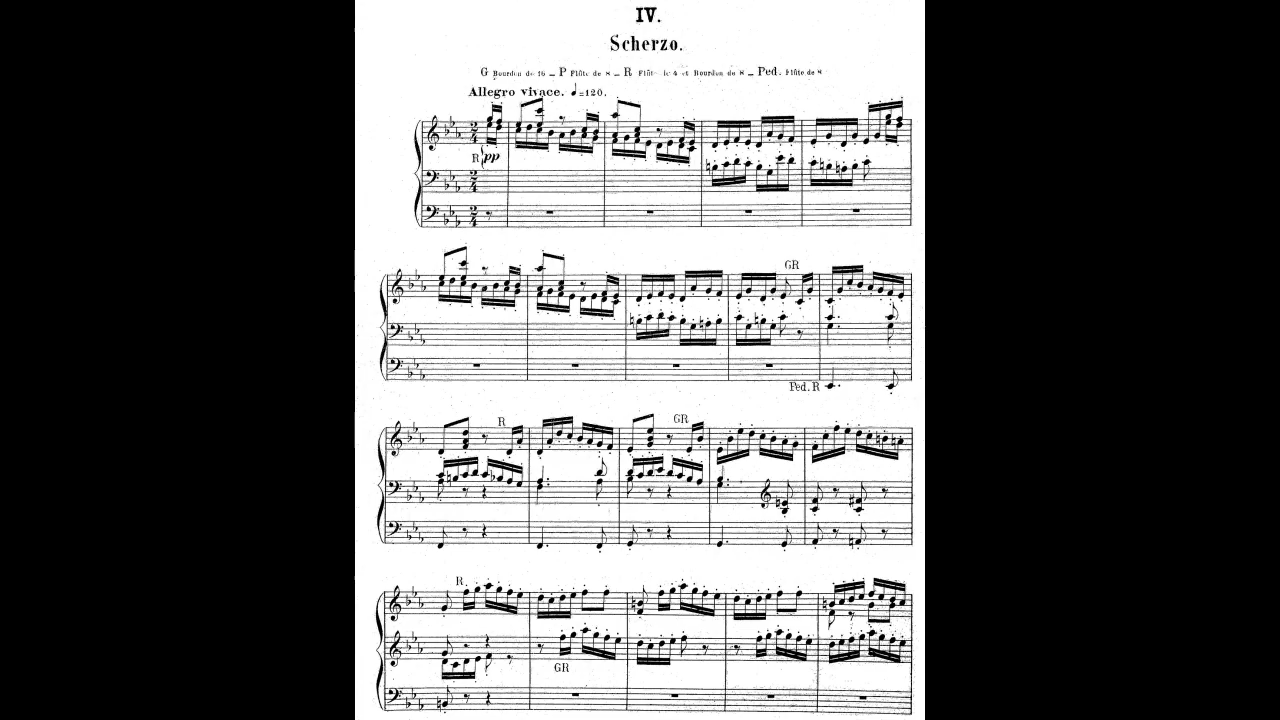 IV.
Scherzo.
G Bourdon de 16 _ P Flûte de 8 _ R Flûte de 4 et Bourdon de 8 _ Ped. Flûte de 8
Allegro vivace. ♩=120.
R pp
GR
Ped. R
R
GR
R.
GR